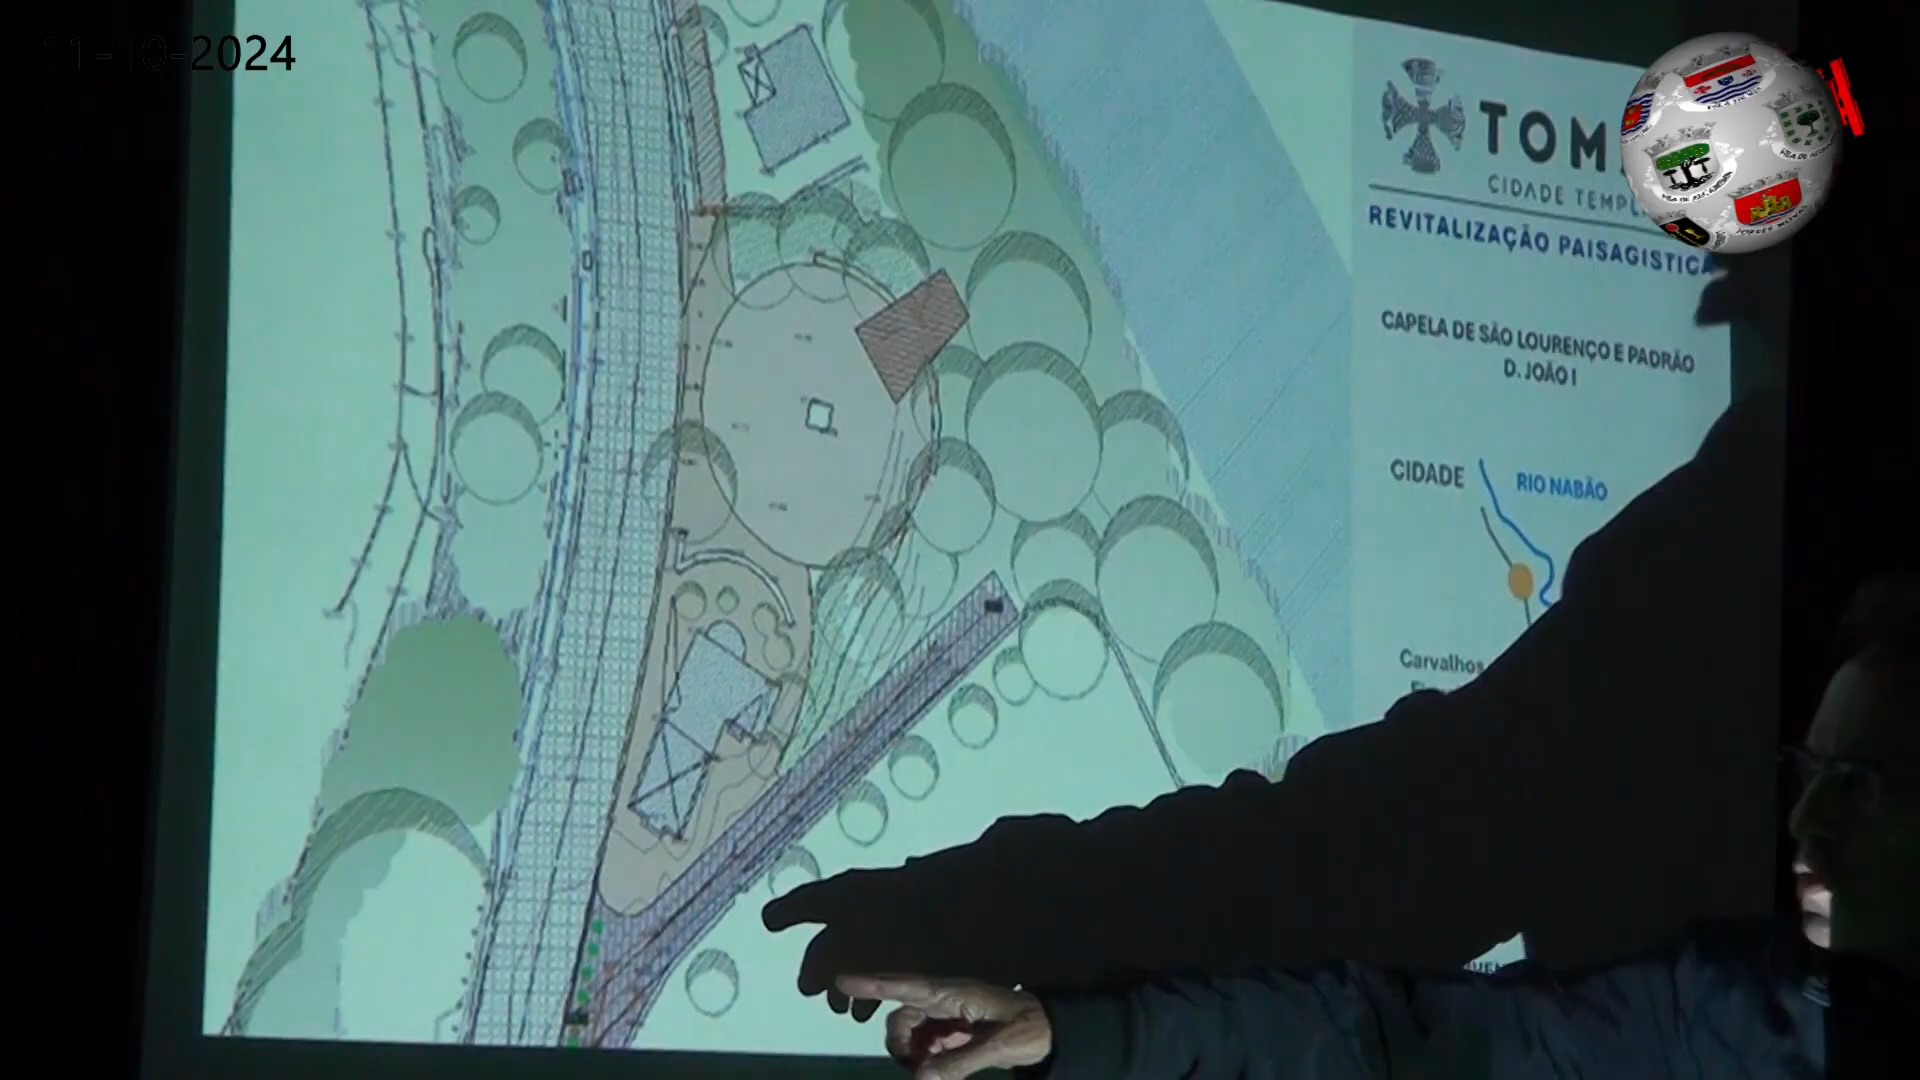 11-10-2024
TOM
CIDADE TEMPL
REVITALIZAÇÃO PAISAGISTICA
CAPELA DE SÃO LOURENÇO E PADRÃO
D. JOÃO I
CIDADE
RIO NABÃO
Carvalhos